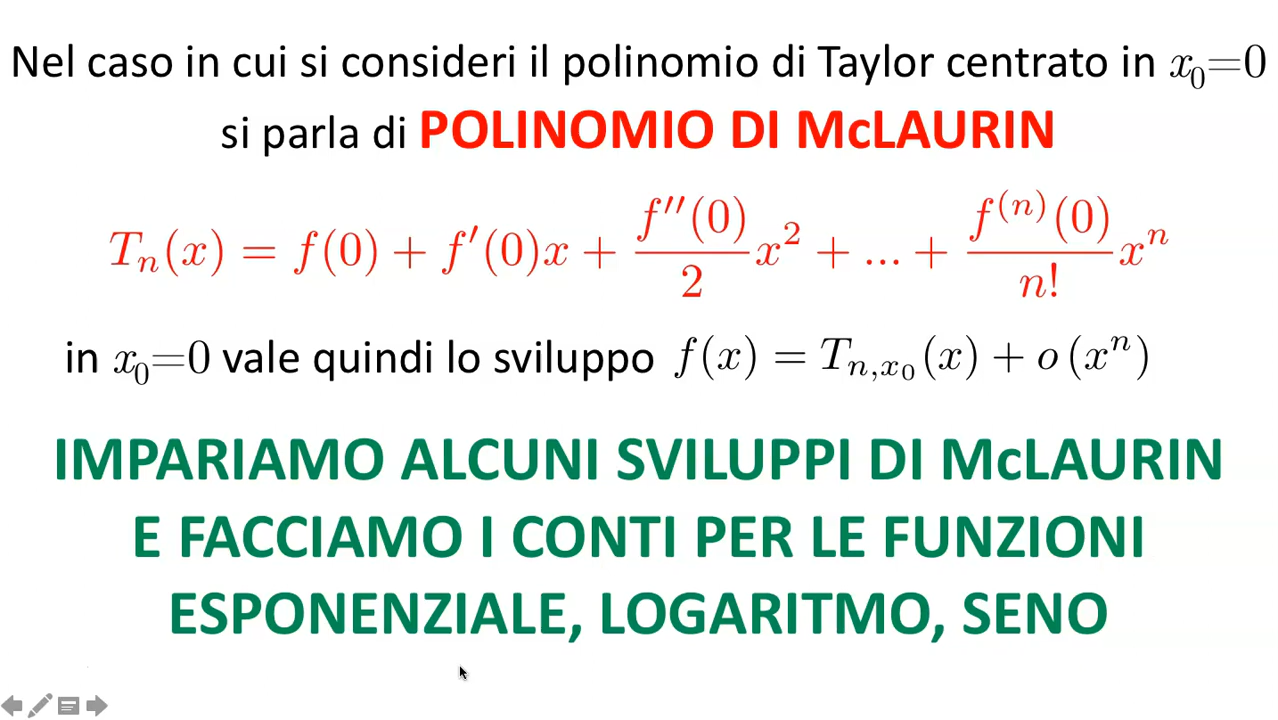 Nel caso in cui si consideri il polinomio di Taylor centrato in x₀=0
si parla di POLINOMIO DI McLAURIN
Tₙ(x) = f(0) + f′(0)x + f″(0)/2 x² + ... + f⁽ⁿ⁾(0)/n! xⁿ
in x₀=0 vale quindi lo sviluppo f(x) = Tₙ,ₓ₀(x) + o(xⁿ)
IMPARIAMO ALCUNI SVILUPPI DI McLAURIN
E FACCIAMO I CONTI PER LE FUNZIONI
ESPONENZIALE, LOGARITMO, SENO